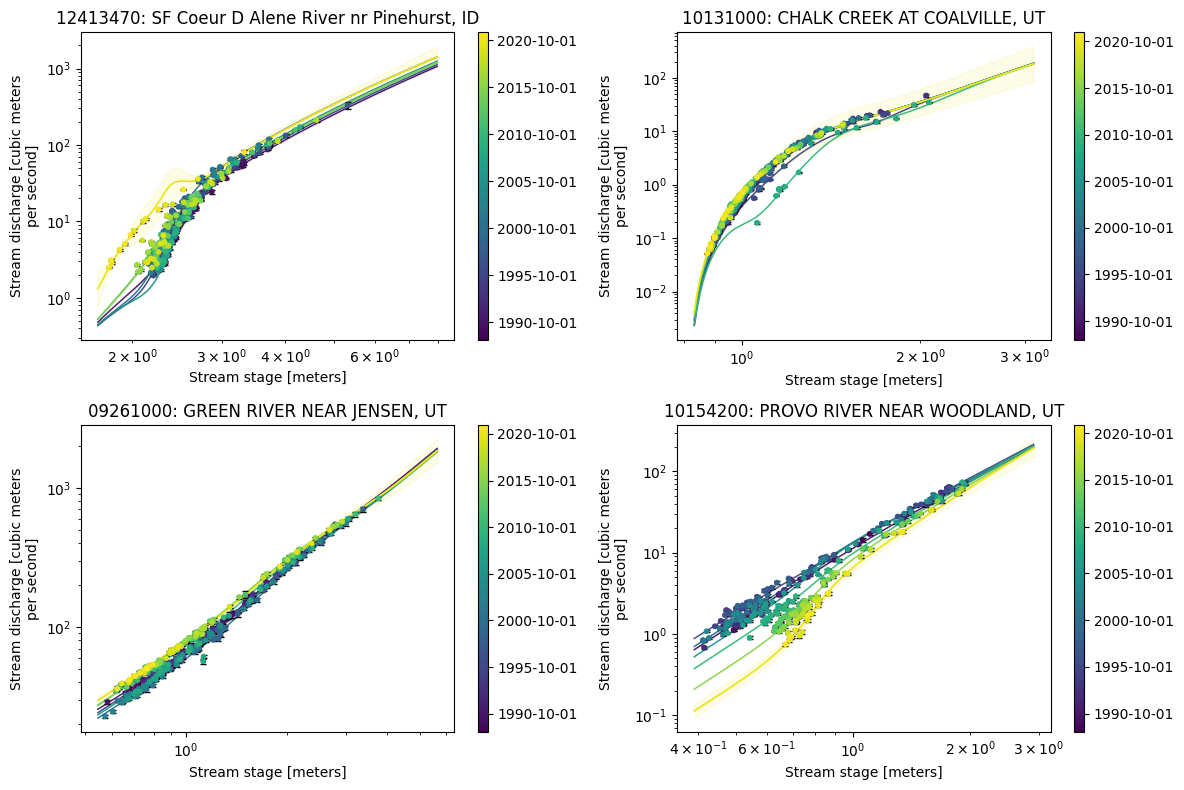 12413470: SF Coeur D Alene River nr Pinehurst, ID
Stream discharge [cubic meters
per second]
10³
10²
10¹
10⁰
2 × 10⁰
3 × 10⁰
4 × 10⁰
6 × 10⁰
Stream stage [meters]
2020-10-01
2015-10-01
2010-10-01
2005-10-01
2000-10-01
1995-10-01
1990-10-01
10131000: CHALK CREEK AT COALVILLE, UT
Stream discharge [cubic meters
per second]
10²
10¹
10⁰
10⁻¹
10⁻²
10⁰
2 × 10⁰
3 × 10⁰
Stream stage [meters]
2020-10-01
2015-10-01
2010-10-01
2005-10-01
2000-10-01
1995-10-01
1990-10-01
09261000: GREEN RIVER NEAR JENSEN, UT
Stream discharge [cubic meters
per second]
10³
10²
10⁰
Stream stage [meters]
2020-10-01
2015-10-01
2010-10-01
2005-10-01
2000-10-01
1995-10-01
1990-10-01
10154200: PROVO RIVER NEAR WOODLAND, UT
Stream discharge [cubic meters
per second]
10²
10¹
10⁰
10⁻¹
4 × 10⁻¹
6 × 10⁻¹
10⁰
2 × 10⁰
3 × 10⁰
Stream stage [meters]
2020-10-01
2015-10-01
2010-10-01
2005-10-01
2000-10-01
1995-10-01
1990-10-01